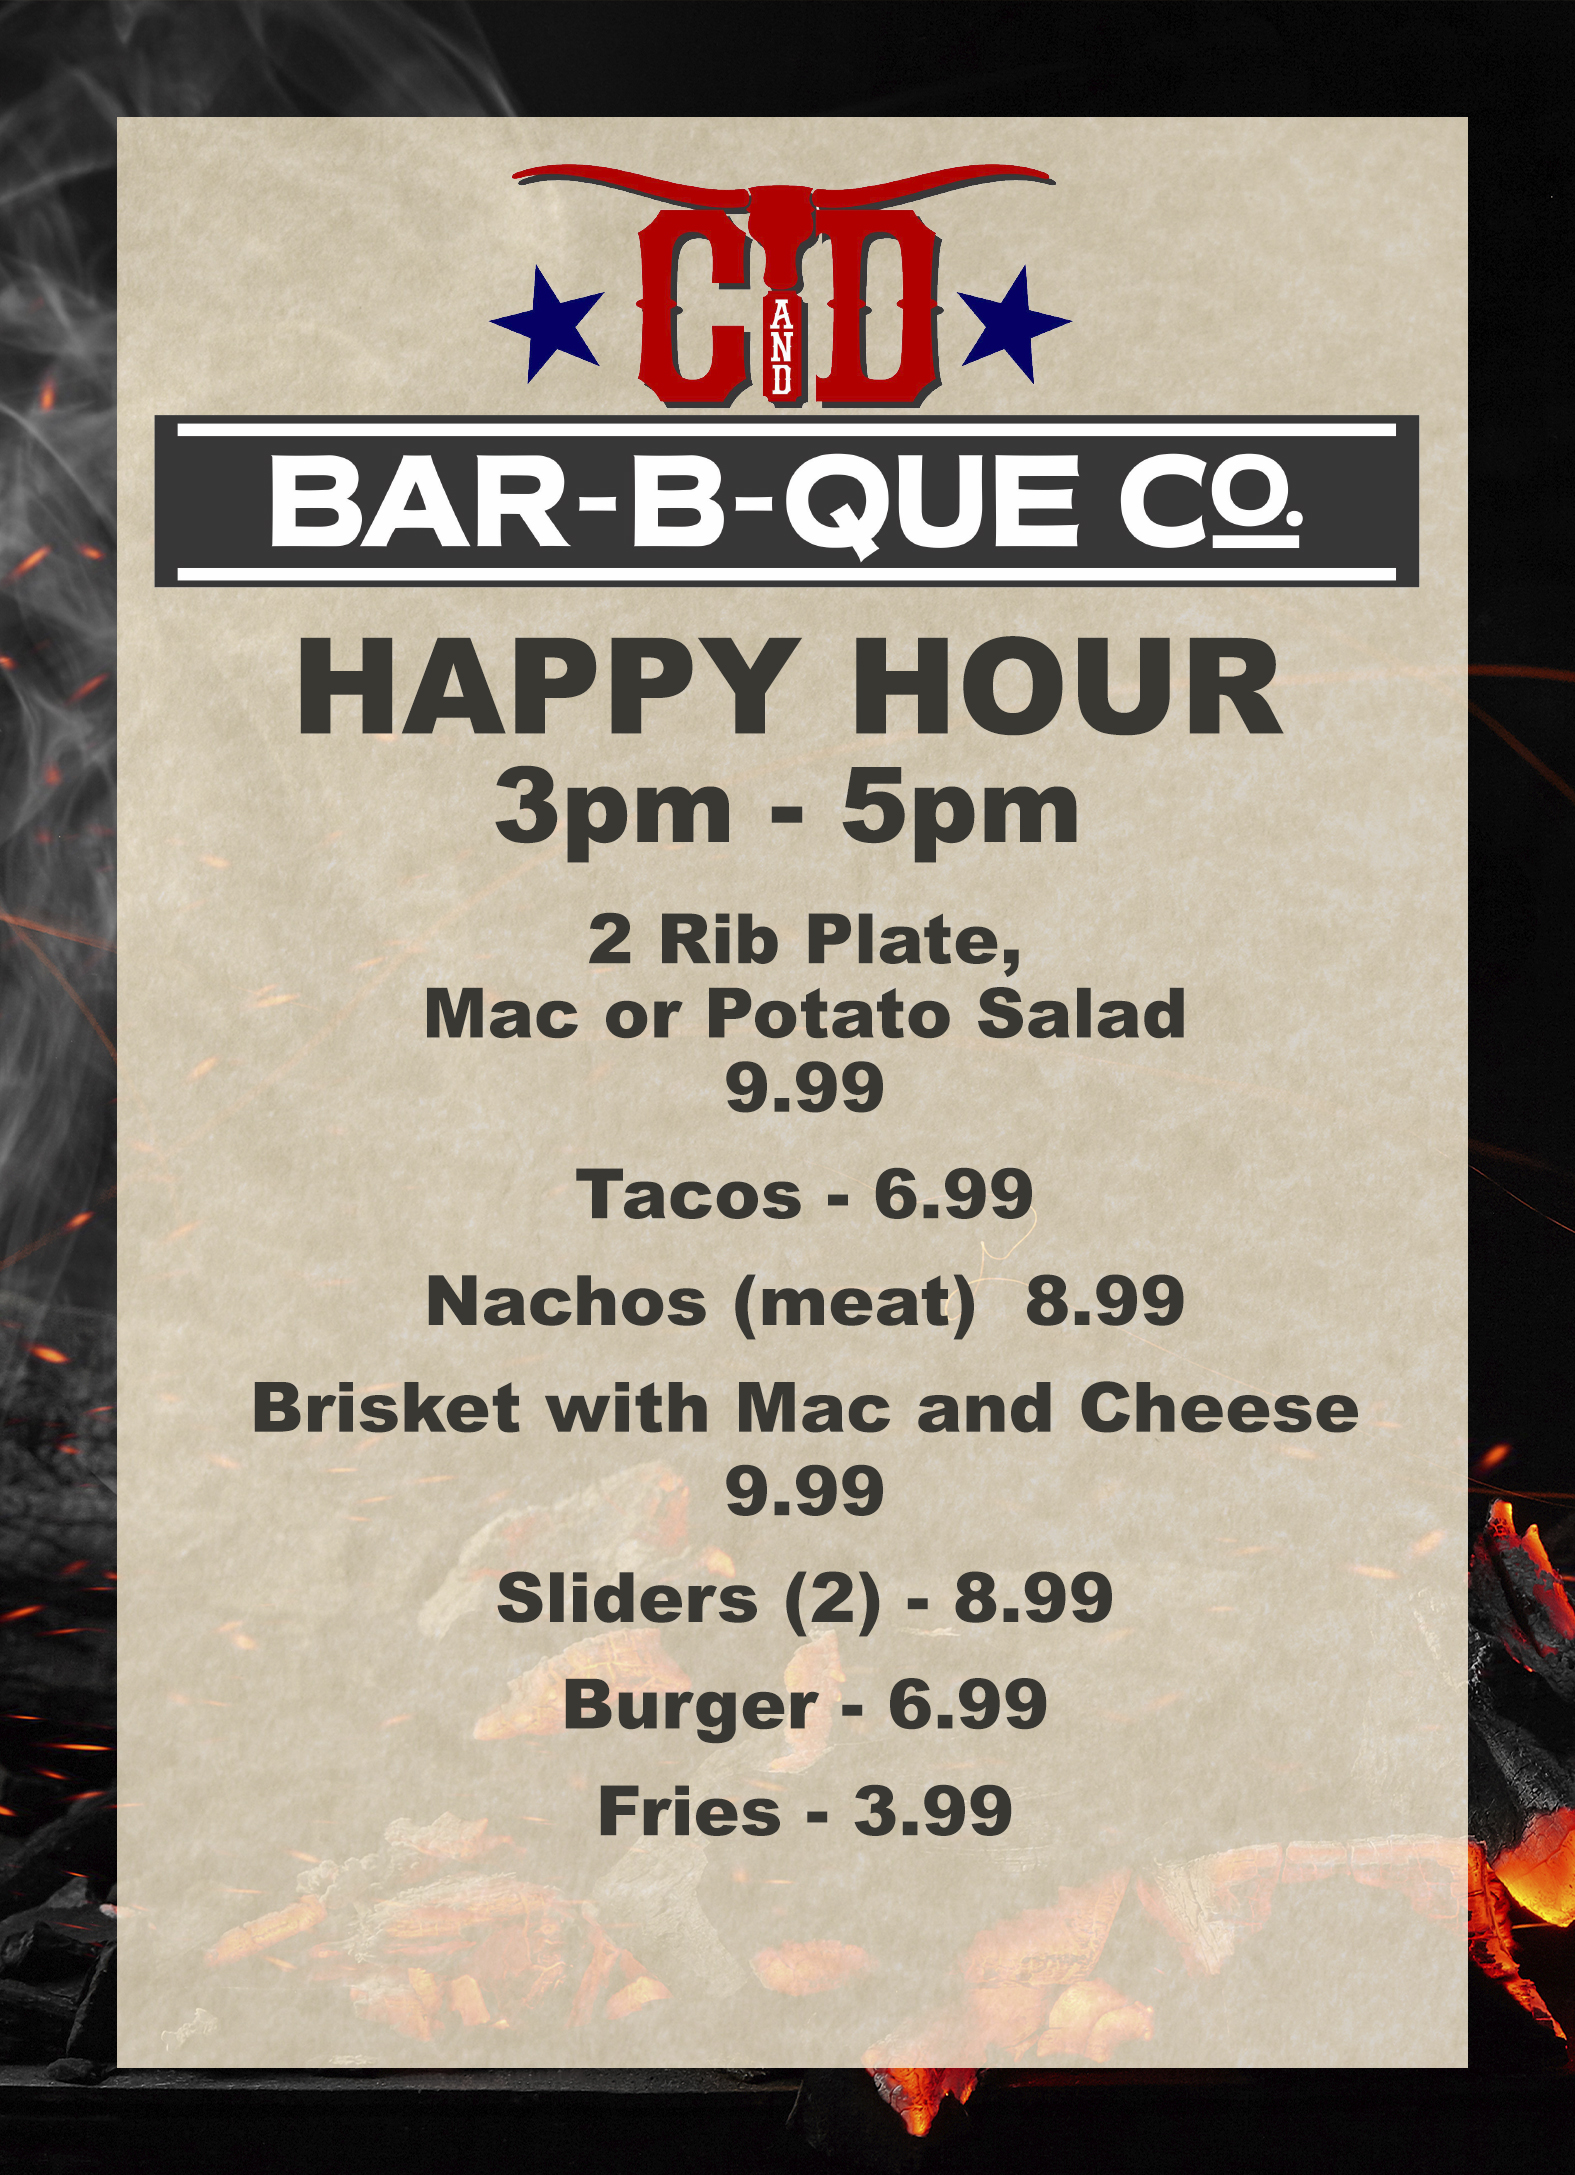 C AND D
BAR-B-QUE CO.
HAPPY HOUR
3pm - 5pm
2 Rib Plate,
Mac or Potato Salad
9.99
Tacos - 6.99
Nachos (meat)  8.99
Brisket with Mac and Cheese
9.99
Sliders (2) - 8.99
Burger - 6.99
Fries - 3.99